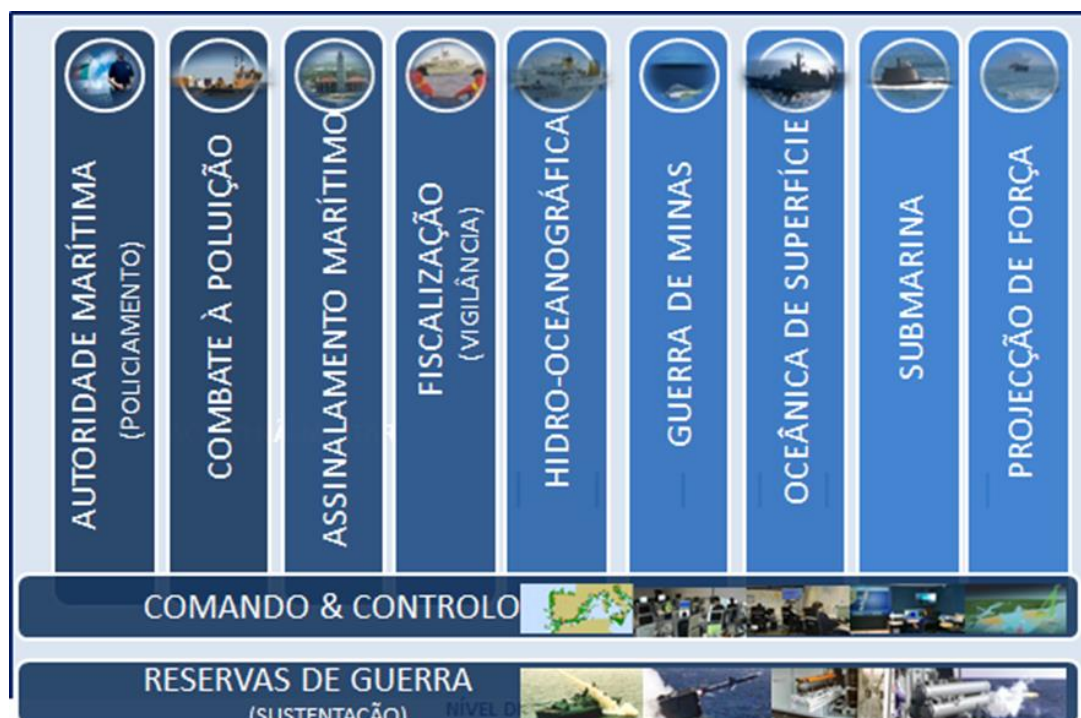 AUTORIDADE MARÍTIMA
(POLICIAMENTO)
COMBATE À POLUIÇÃO
ASSINALAMENTO MARÍTIMO
FISCALIZAÇÃO
(VIGILÂNCIA)
HIDRO-OCEANOGRÁFICA
GUERRA DE MINAS
OCEÂNICA DE SUPERFÍCIE
SUBMARINA
PROJECÇÃO DE FORÇA
COMANDO & CONTROLO
RESERVAS DE GUERRA
(SUSTENTAÇÃO)
NÍVEL